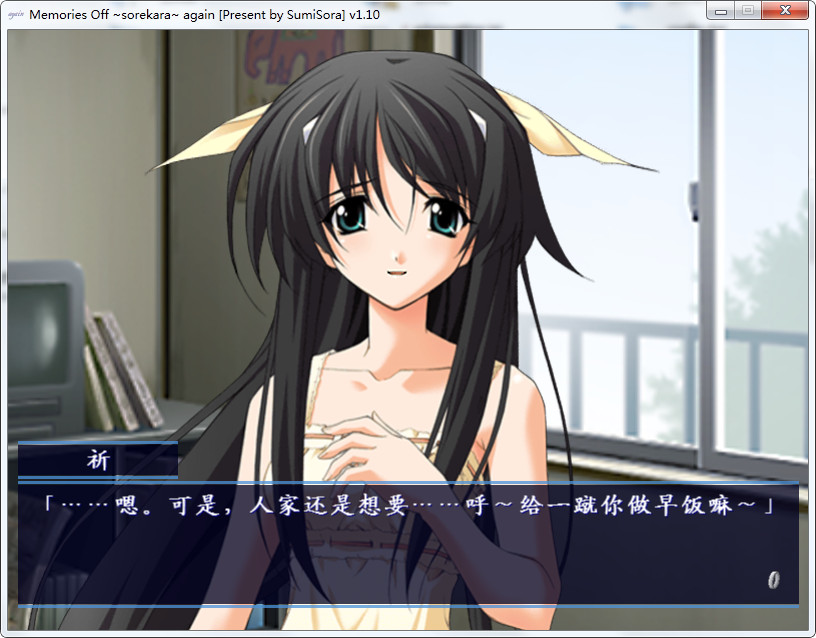 Memories Off ~sorekara~ again [Present by SumiSora] v1.10
祈
「……嗯。可是，人家还是想要……呼～给一蹴你做早饭嘛～」